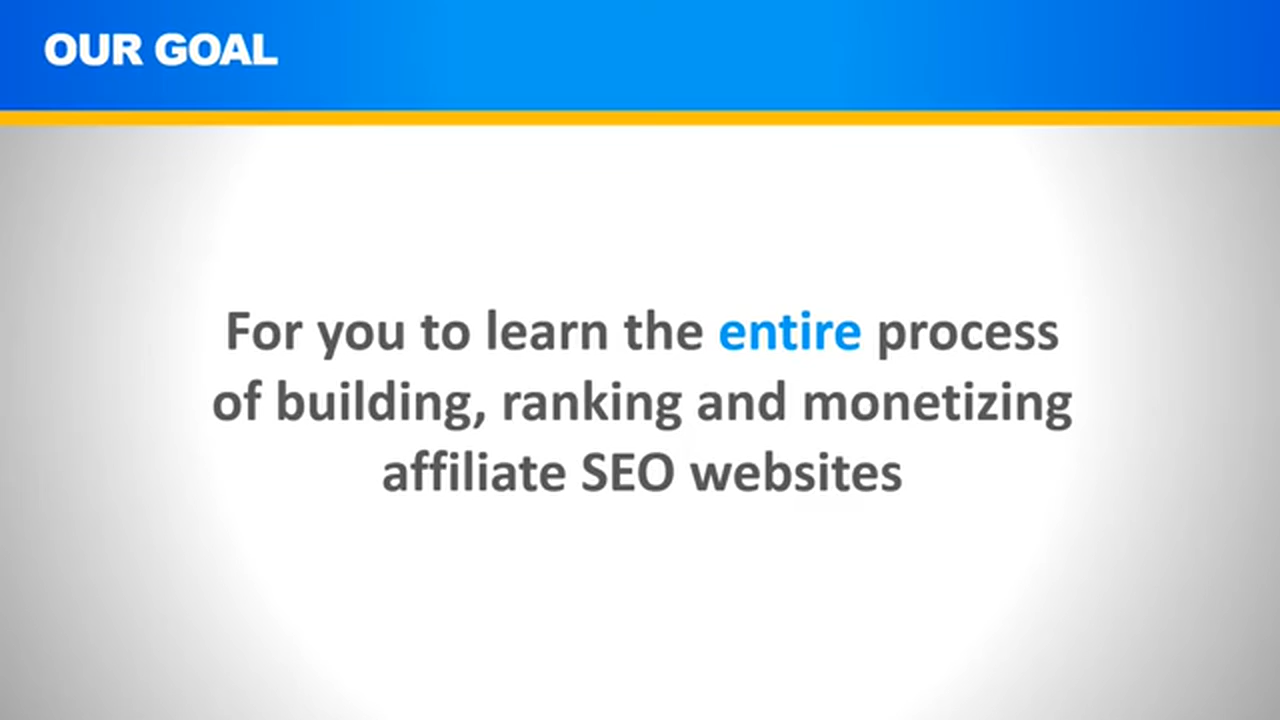 OUR GOAL
For you to learn the entire process
of building, ranking and monetizing
affiliate SEO websites